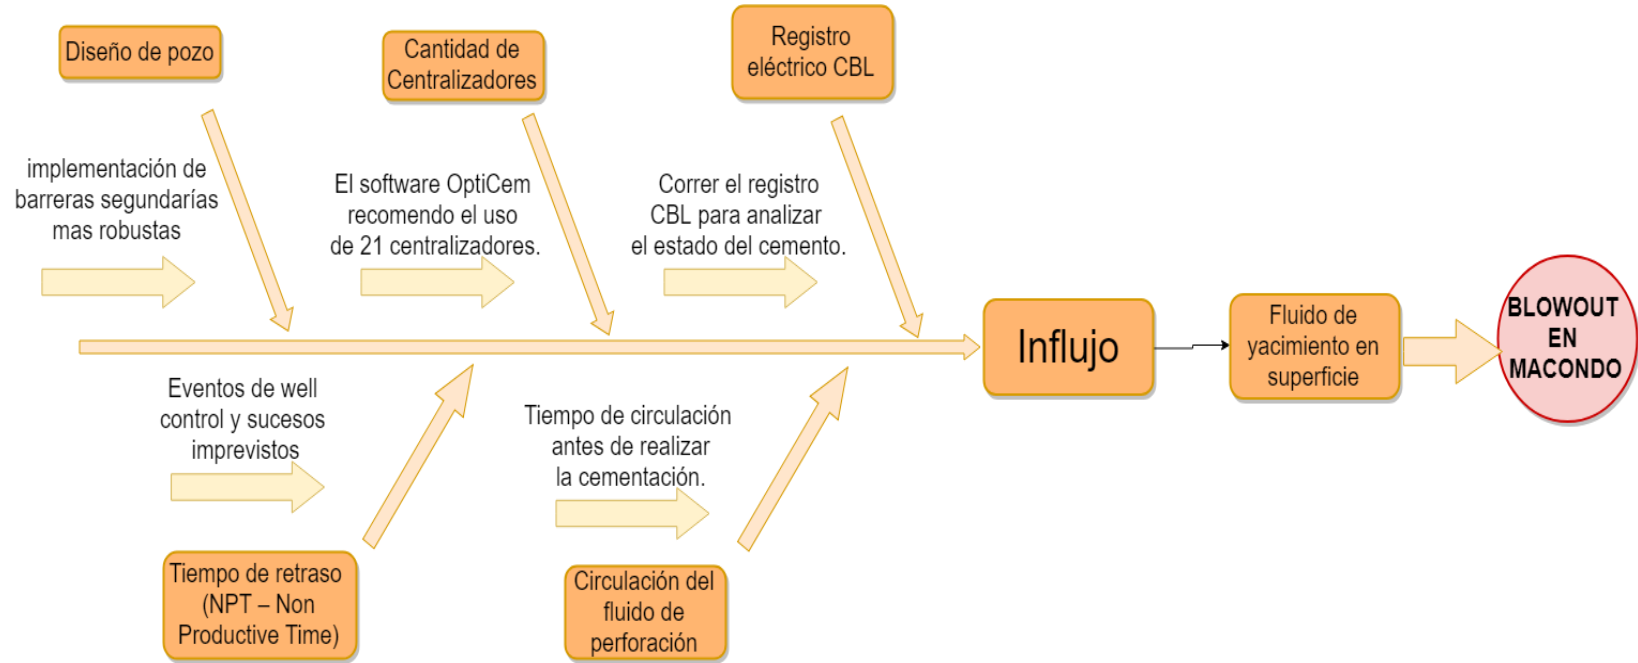 Diseño de pozo
Cantidad de
Centralizadores
Registro
eléctrico CBL
implementación de
barreras segundarías
mas robustas
El software OptiCem
recomendo el uso
de 21 centralizadores.
Correr el registro
CBL para analizar
el estado del cemento.
Influjo
Fluido de
yacimiento en
superficie
BLOWOUT
EN
MACONDO
Eventos de well
control y sucesos
imprevistos
Tiempo de circulación
antes de realizar
la cementación.
Tiempo de retraso
(NPT – Non
Productive Time)
Circulación del
fluido de
perforación